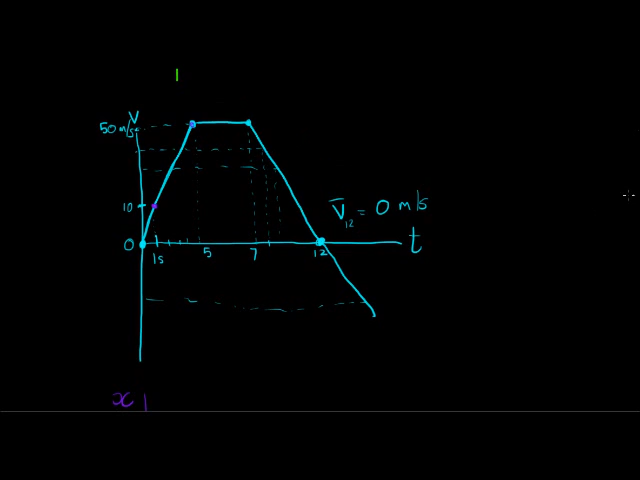 V
50 m/s
10
V̅₁₂ = 0 m/s
0
t
1s 5 7 12
x